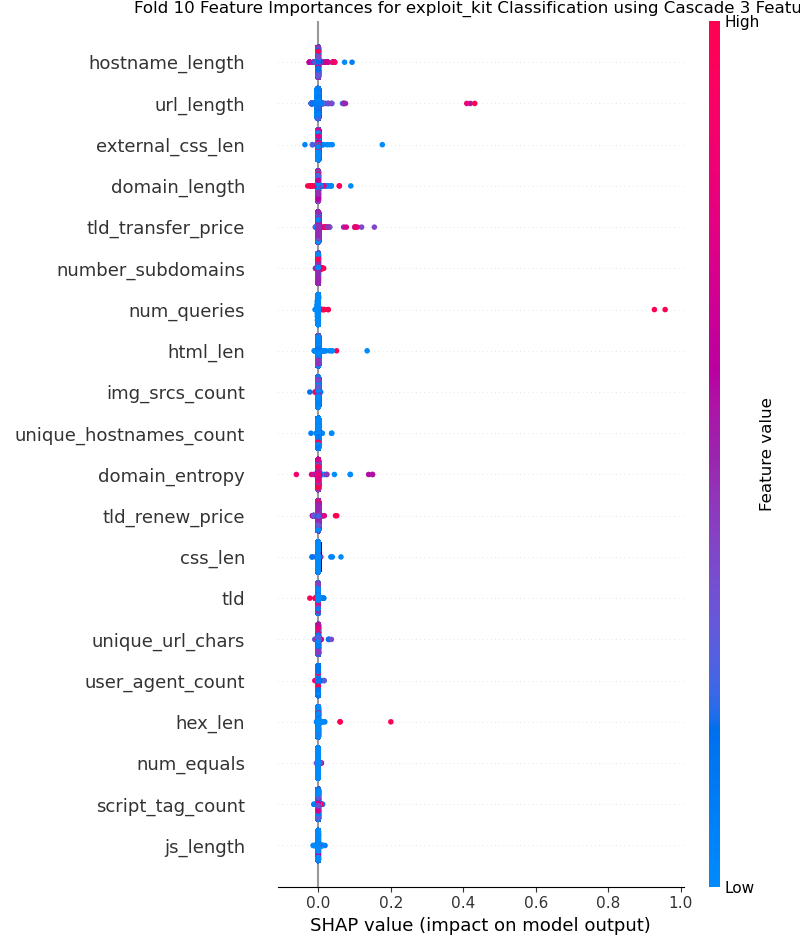 Fold 10 Feature Importances for exploit_kit Classification using Cascade 3 Featu
High
hostname_length
url_length
external_css_len
domain_length
tld_transfer_price
number_subdomains
num_queries
html_len
img_srcs_count
unique_hostnames_count
domain_entropy
tld_renew_price
css_len
tld
unique_url_chars
user_agent_count
hex_len
num_equals
script_tag_count
js_length
Feature value
Low
0.0 0.2 0.4 0.6 0.8 1.0
SHAP value (impact on model output)